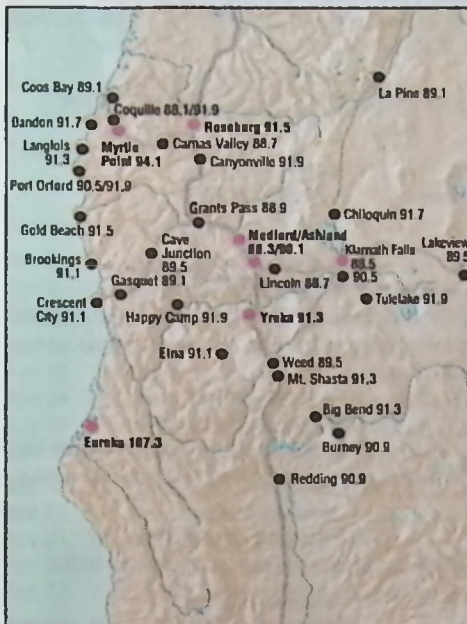 Coos Bay 89.1
La Pine 89.1
Coquille 88.1/91.9
Bandon 91.7
Roseburg 91.5
Langlois
91.3
Myrtle
Point 94.1
Camas Valley 88.7
Canyonville 91.9
Port Orford 90.5/91.9
Grants Pass 88.9
Gold Beach 91.5
Chiloquin 91.7
Cave
Junction
89.5
Medford/Ashland
88.3/90.1
Klamath Falls
88.5
90.5
Lakeview
89.5
Brookings
91.1
Gasquet 89.1
Lincoln 88.7
Crescent
City 91.1
Happy Camp 91.9
Tulelake 91.9
Yreka 91.3
Etna 91.1
Weed 89.5
Mt. Shasta 91.3
Big Bend 91.3
Burney 90.9
Eureka 107.3
Redding 90.9